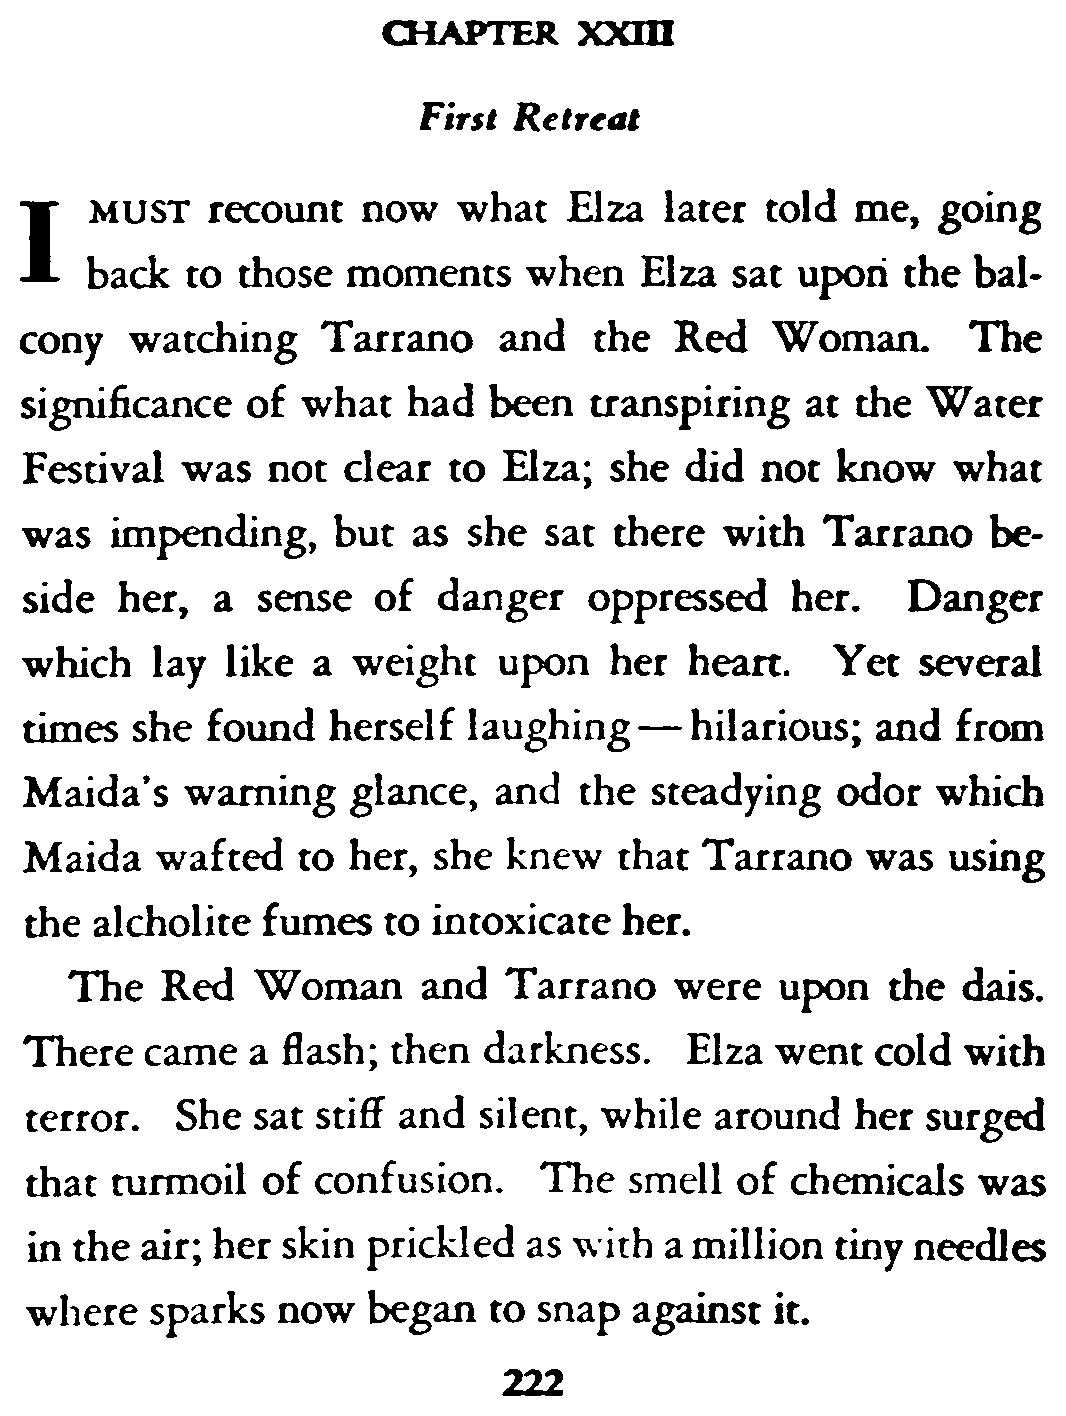 CHAPTER XXIII
First Retreat
I MUST recount now what Elza later told me, going
back to those moments when Elza sat upon the bal-
cony watching Tarrano and the Red Woman. The
significance of what had been transpiring at the Water
Festival was not clear to Elza; she did not know what
was impending, but as she sat there with Tarrano be-
side her, a sense of danger oppressed her. Danger
which lay like a weight upon her heart. Yet several
times she found herself laughing—hilarious; and from
Maida's warning glance, and the steadying odor which
Maida wafted to her, she knew that Tarrano was using
the alcholite fumes to intoxicate her.
The Red Woman and Tarrano were upon the dais.
There came a flash; then darkness. Elza went cold with
terror. She sat stiff and silent, while around her surged
that turmoil of confusion. The smell of chemicals was
in the air; her skin prickled as with a million tiny needles
where sparks now began to snap against it.
222